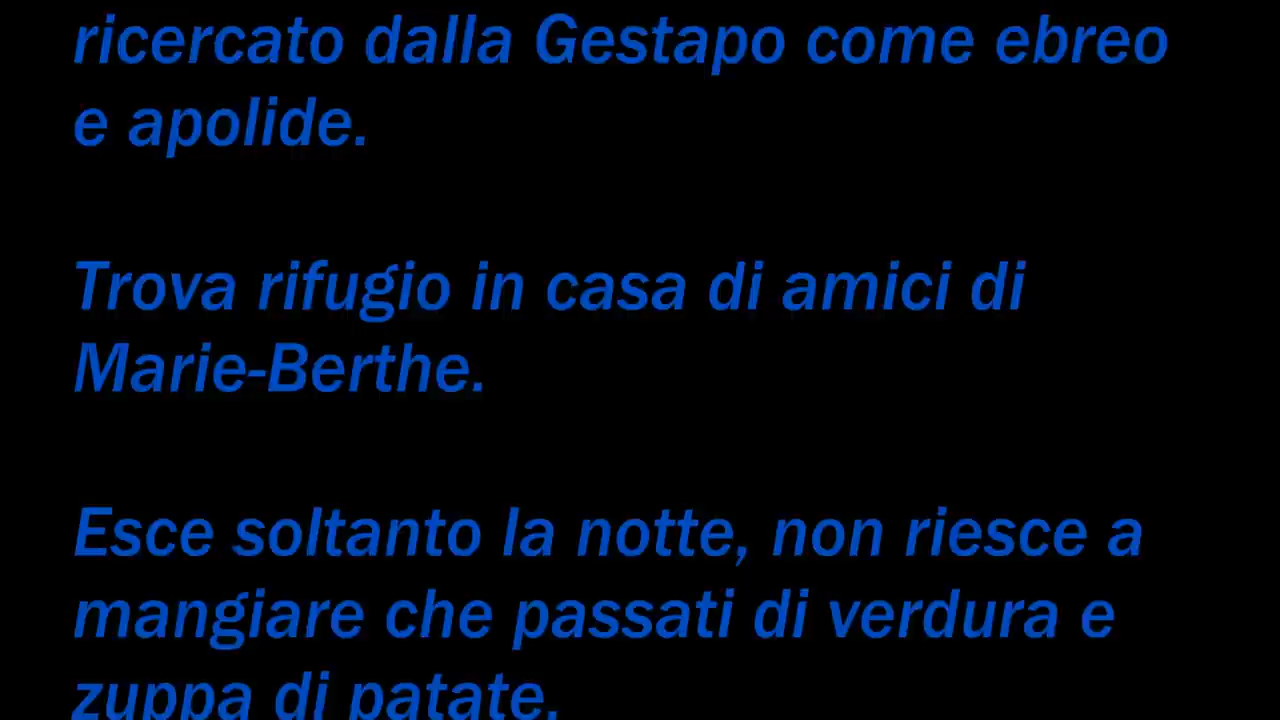 ricercato dalla Gestapo come ebreo
e apolide.
Trova rifugio in casa di amici di
Marie-Berthe.
Esce soltanto la notte, non riesce a
mangiare che passati di verdura e
zuppa di patate.